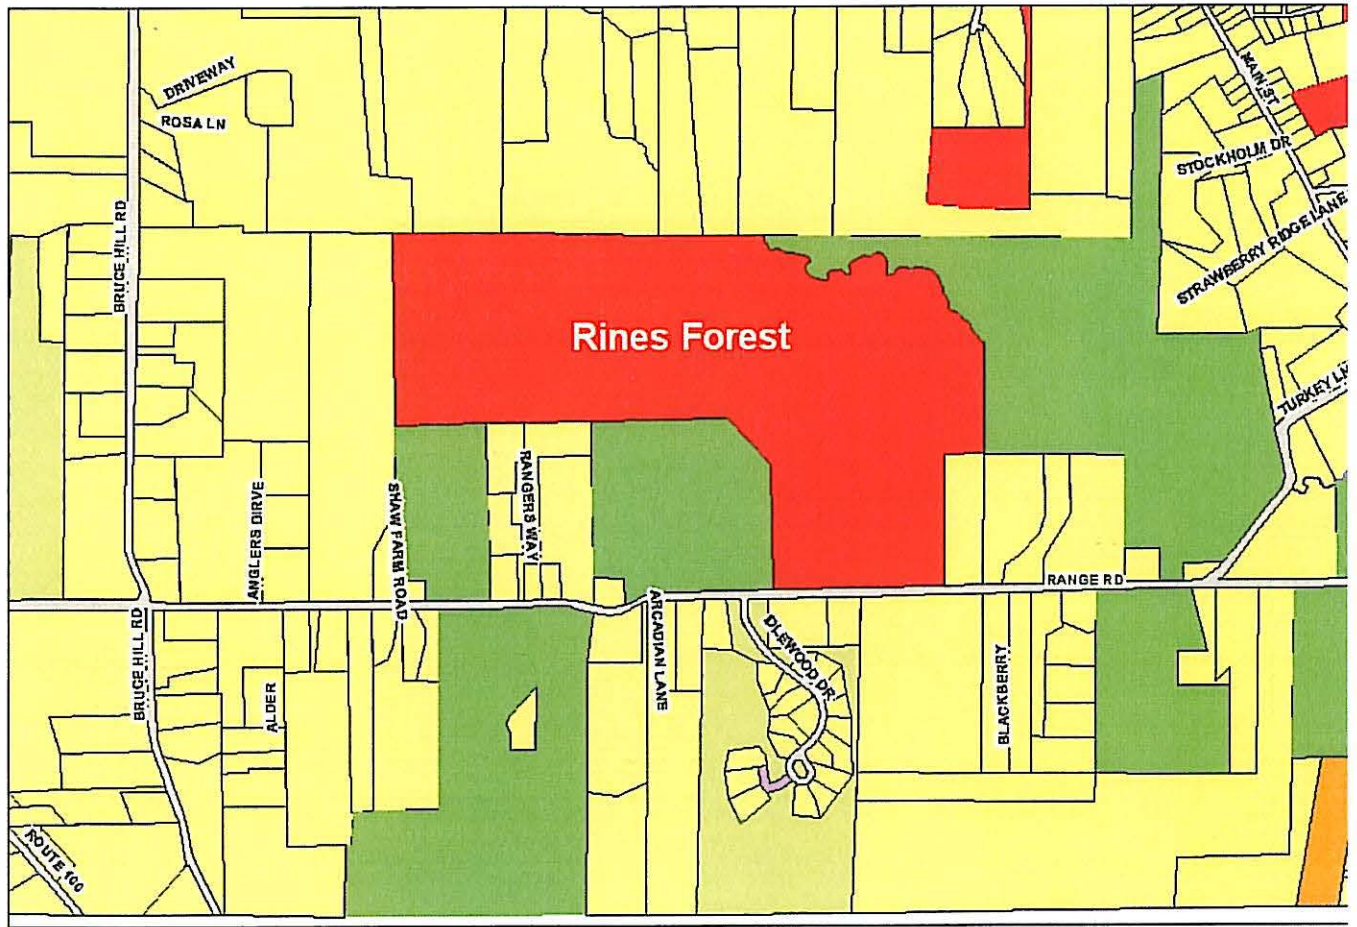 DRIVEWAY
ROSA LN
MAIN ST
STOCKHOLM DR
STRAWBERRY RIDGE LANE
BRUCE HILL RD
Rines Forest
TURKEY LN
ANGLERS DIRVE
SHAW FARM ROAD
RANGERS WAY
RANGE RD
BRUCE HILL RD
ARCADIAN LANE
DLEWOOD DR
ALDER
BLACKBERRY
ROUTE 100